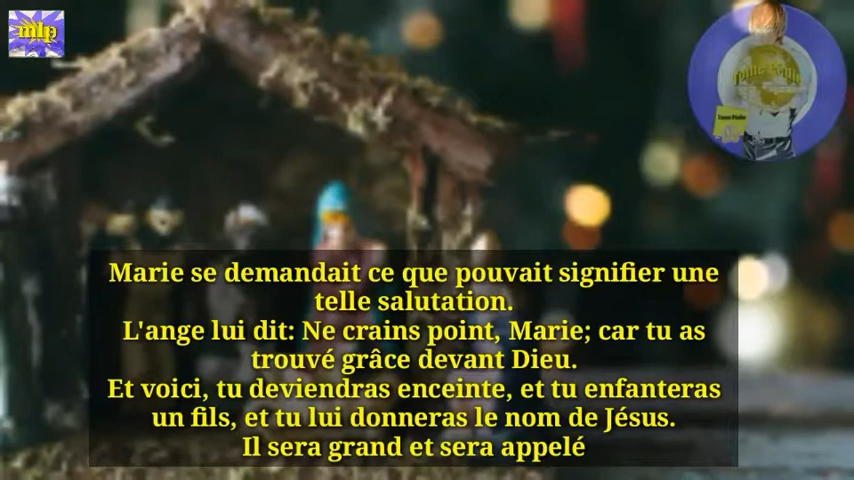 mlp
Marie se demandait ce que pouvait signifier une
telle salutation.
L'ange lui dit: Ne crains point, Marie; car tu as
trouvé grâce devant Dieu.
Et voici, tu deviendras enceinte, et tu enfanteras
un fils, et tu lui donneras le nom de Jésus.
Il sera grand et sera appelé